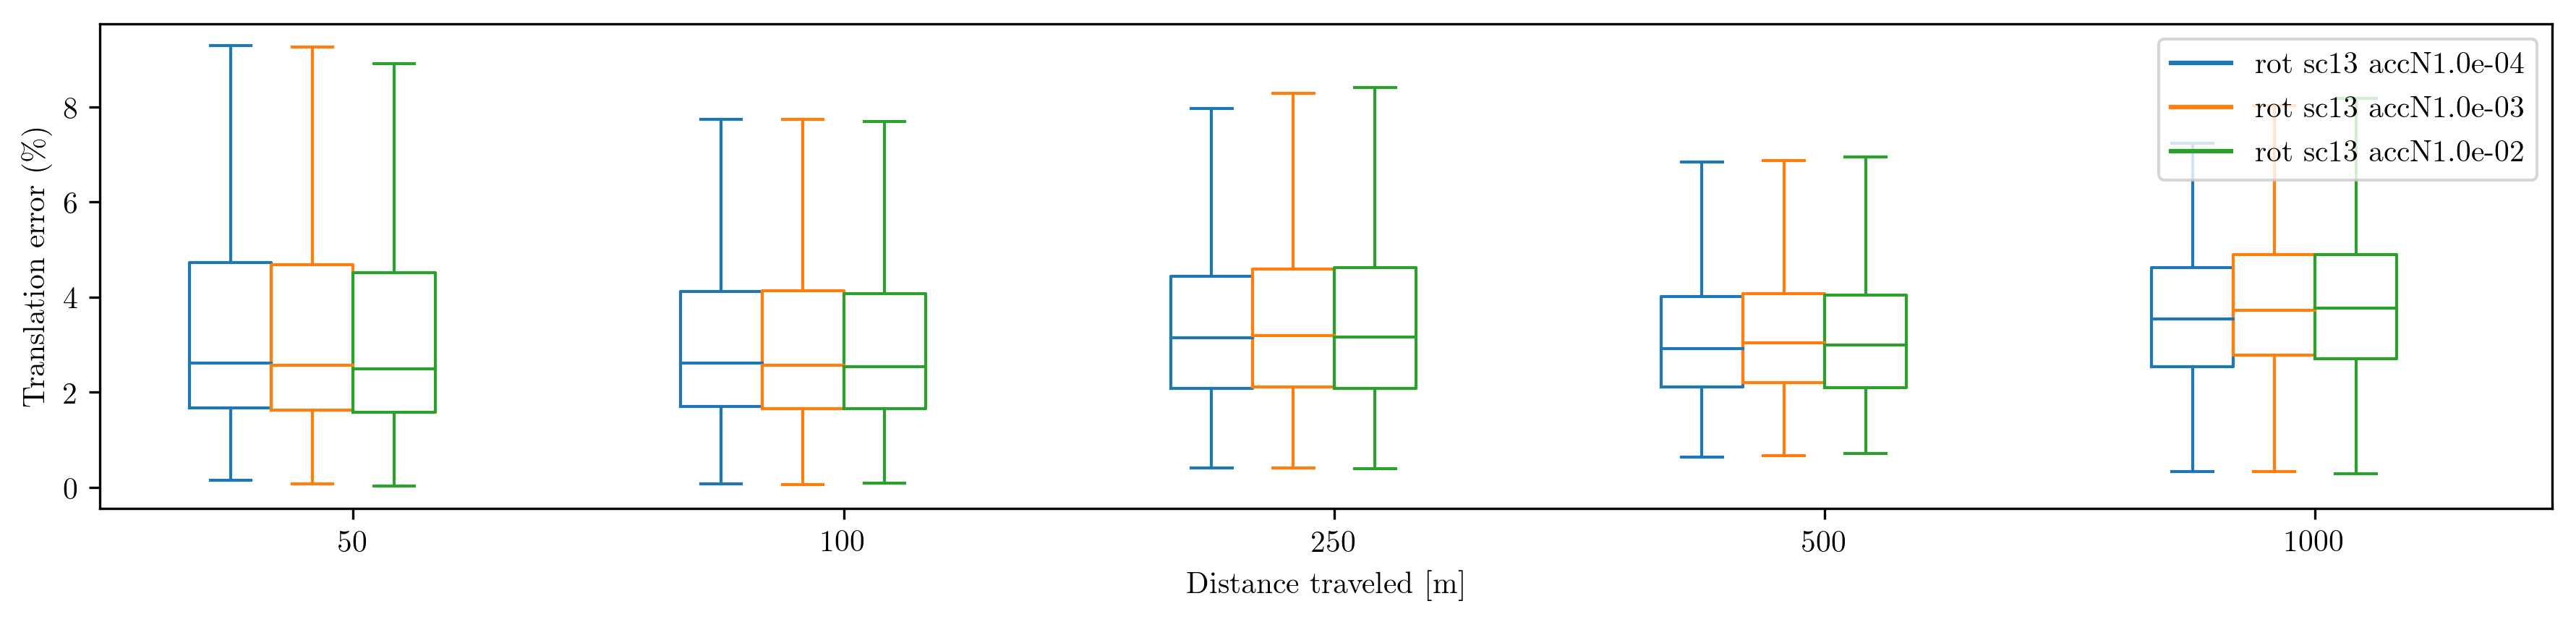 Translation error (%)
8
6
4
2
0
rot sc13 accN1.0e-04
rot sc13 accN1.0e-03
rot sc13 accN1.0e-02
50 100 250 500 1000
Distance traveled [m]